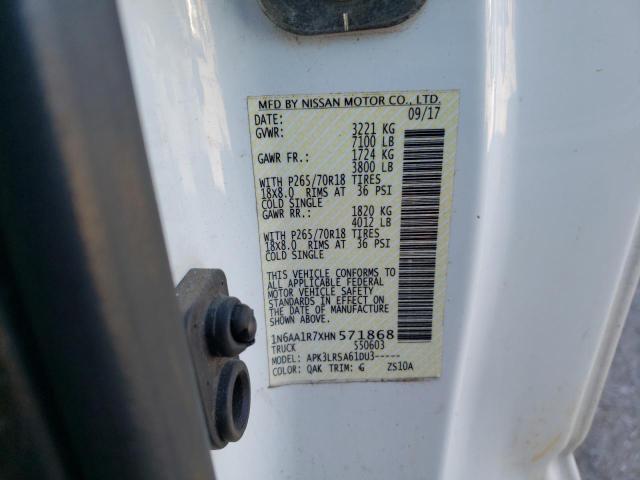 MFD BY NISSAN MOTOR CO., LTD.
DATE: 09/17
GVWR: 3221 KG
7100 LB
GAWR FR.: 1724 KG
3800 LB
WITH P265/70R18 TIRES
18X8.0 RIMS AT 36 PSI
COLD SINGLE
GAWR RR.: 1820 KG
4012 LB
WITH P265/70R18 TIRES
18X8.0 RIMS AT 36 PSI
COLD SINGLE
THIS VEHICLE CONFORMS TO
ALL APPLICABLE FEDERAL
MOTOR VEHICLE SAFETY
STANDARDS IN EFFECT ON
THE DATE OF MANUFACTURE
SHOWN ABOVE.
1N6AA1R7XHN571868
TRUCK 550603
MODEL: APK3LRSA61DU3-----
COLOR: QAK TRIM: G ZS10A